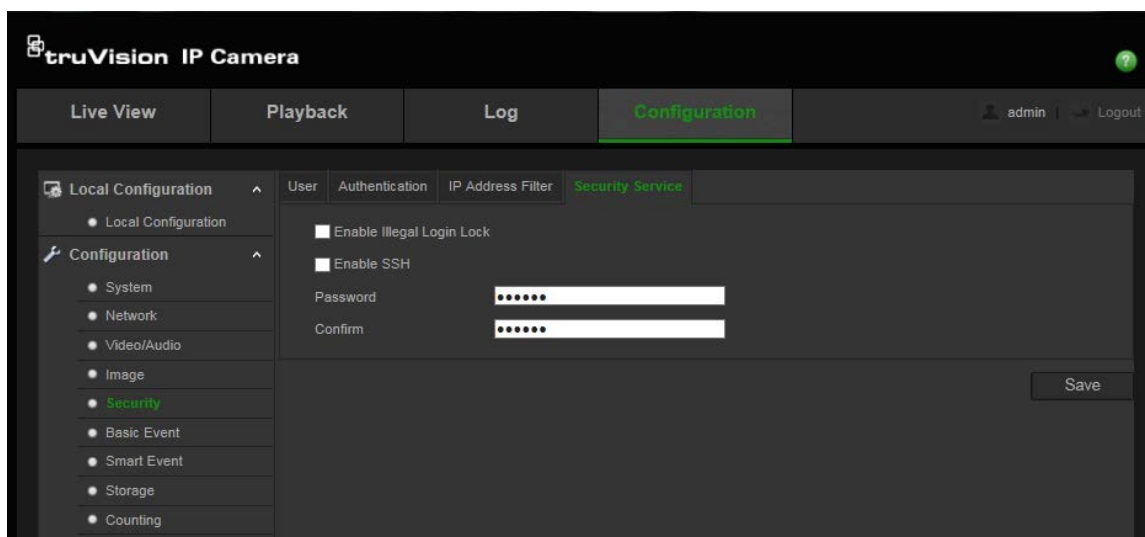 truVision IP Camera
?
Live View Playback Log Configuration admin Logout
Local Configuration
Local Configuration
Configuration
System
Network
Video/Audio
Image
Security
Basic Event
Smart Event
Storage
Counting
User Authentication IP Address Filter Security Service
Enable Illegal Login Lock
Enable SSH
Password ••••••
Confirm ••••••
Save